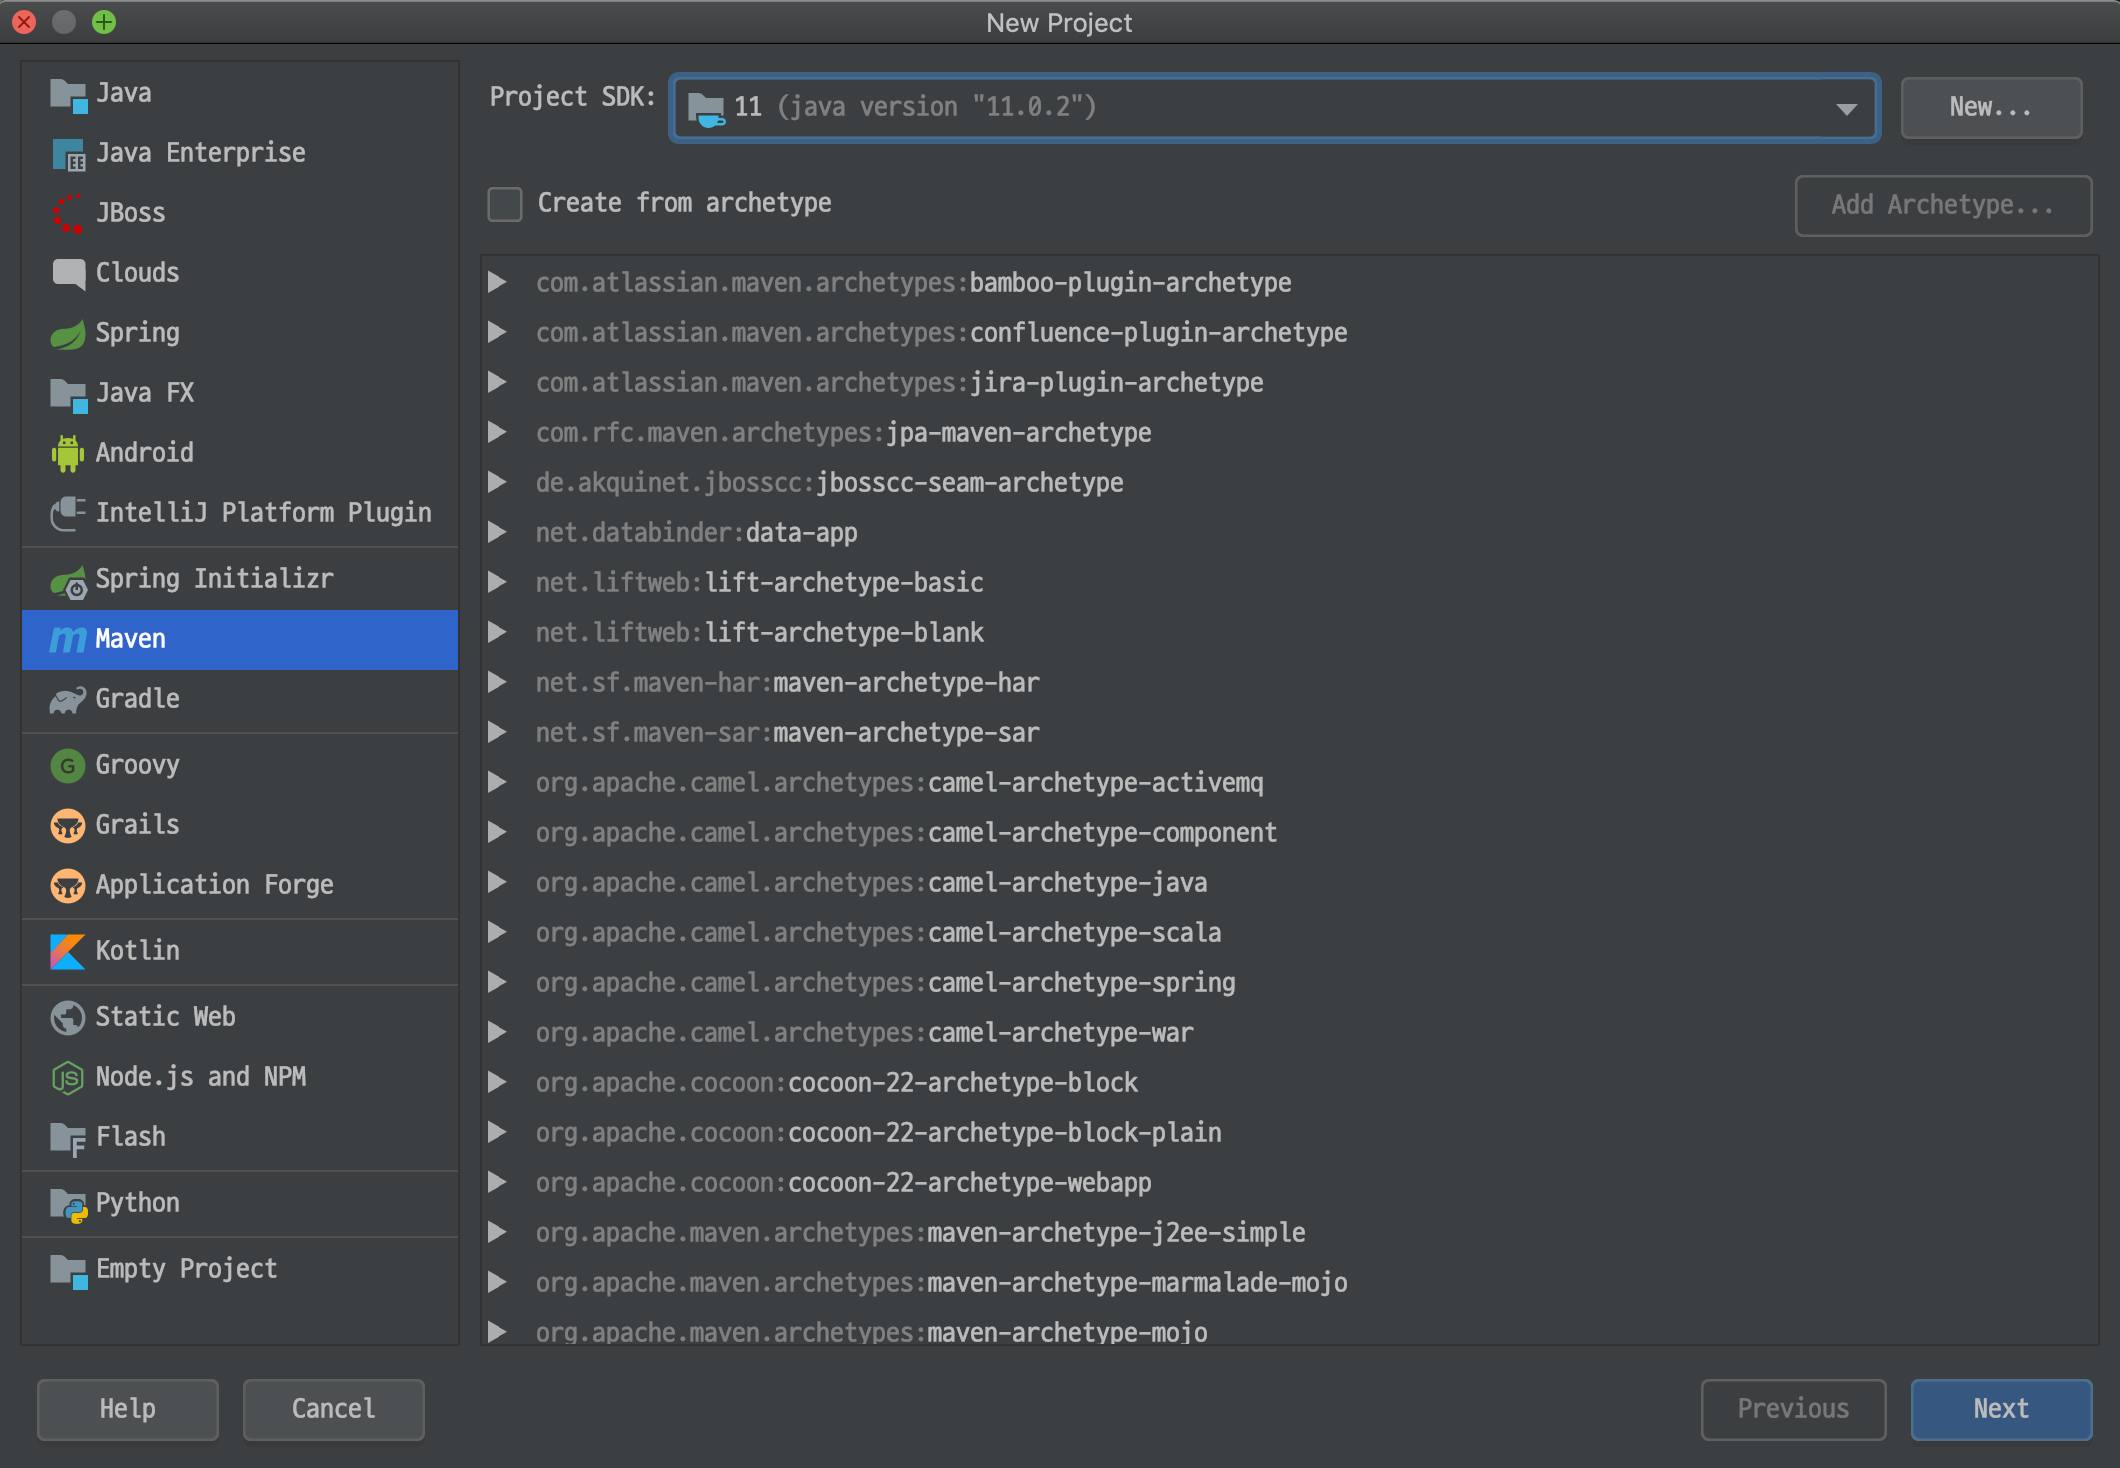 New Project
Java
Java Enterprise
JBoss
Clouds
Spring
Java FX
Android
IntelliJ Platform Plugin
Spring Initializr
Maven
Gradle
Groovy
Grails
Application Forge
Kotlin
Static Web
Node.js and NPM
Flash
Python
Empty Project
Project SDK: 11 (java version "11.0.2") New...
Create from archetype Add Archetype...
com.atlassian.maven.archetypes:bamboo-plugin-archetype
com.atlassian.maven.archetypes:confluence-plugin-archetype
com.atlassian.maven.archetypes:jira-plugin-archetype
com.rfc.maven.archetypes:jpa-maven-archetype
de.akquinet.jbosscc:jbosscc-seam-archetype
net.databinder:data-app
net.liftweb:lift-archetype-basic
net.liftweb:lift-archetype-blank
net.sf.maven-har:maven-archetype-har
net.sf.maven-sar:maven-archetype-sar
org.apache.camel.archetypes:camel-archetype-activemq
org.apache.camel.archetypes:camel-archetype-component
org.apache.camel.archetypes:camel-archetype-java
org.apache.camel.archetypes:camel-archetype-scala
org.apache.camel.archetypes:camel-archetype-spring
org.apache.camel.archetypes:camel-archetype-war
org.apache.cocoon:cocoon-22-archetype-block
org.apache.cocoon:cocoon-22-archetype-block-plain
org.apache.cocoon:cocoon-22-archetype-webapp
org.apache.maven.archetypes:maven-archetype-j2ee-simple
org.apache.maven.archetypes:maven-archetype-marmalade-mojo
org.apache.maven.archetypes:maven-archetype-mojo
Help Cancel Previous Next